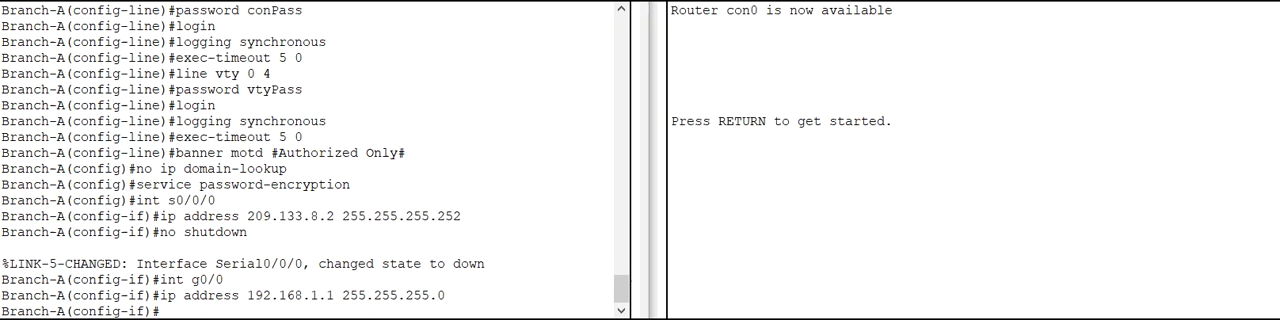 Branch-A(config-line)#password conPass
Branch-A(config-line)#login
Branch-A(config-line)#logging synchronous
Branch-A(config-line)#exec-timeout 5 0
Branch-A(config-line)#line vty 0 4
Branch-A(config-line)#password vtyPass
Branch-A(config-line)#login
Branch-A(config-line)#logging synchronous
Branch-A(config-line)#exec-timeout 5 0
Branch-A(config-line)#banner motd #Authorized Only#
Branch-A(config)#no ip domain-lookup
Branch-A(config)#service password-encryption
Branch-A(config)#int s0/0/0
Branch-A(config-if)#ip address 209.133.8.2 255.255.255.252
Branch-A(config-if)#no shutdown
%LINK-5-CHANGED: Interface Serial0/0/0, changed state to down
Branch-A(config-if)#int g0/0
Branch-A(config-if)#ip address 192.168.1.1 255.255.255.0
Branch-A(config-if)#
Router con0 is now available
Press RETURN to get started.